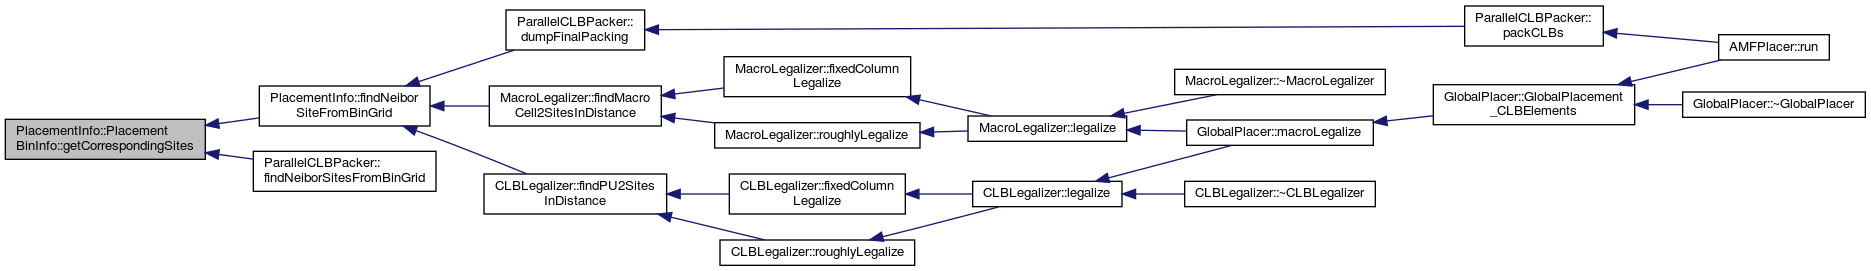 PlacementInfo::Placement
BinInfo::getCorrespondingSites
PlacementInfo::findNeibor
SiteFromBinGrid
ParallelCLBPacker::
findNeiborSitesFromBinGrid
ParallelCLBPacker::
dumpFinalPacking
MacroLegalizer::findMacro
Cell2SitesInDistance
CLBLegalizer::findPU2Sites
InDistance
MacroLegalizer::fixedColumn
Legalize
MacroLegalizer::roughlyLegalize
CLBLegalizer::fixedColumn
Legalize
CLBLegalizer::roughlyLegalize
MacroLegalizer::legalize
CLBLegalizer::legalize
MacroLegalizer::~MacroLegalizer
GlobalPlacer::macroLegalize
CLBLegalizer::~CLBLegalizer
ParallelCLBPacker::
packCLBs
GlobalPlacer::GlobalPlacement
_CLBElements
AMFPlacer::run
GlobalPlacer::~GlobalPlacer